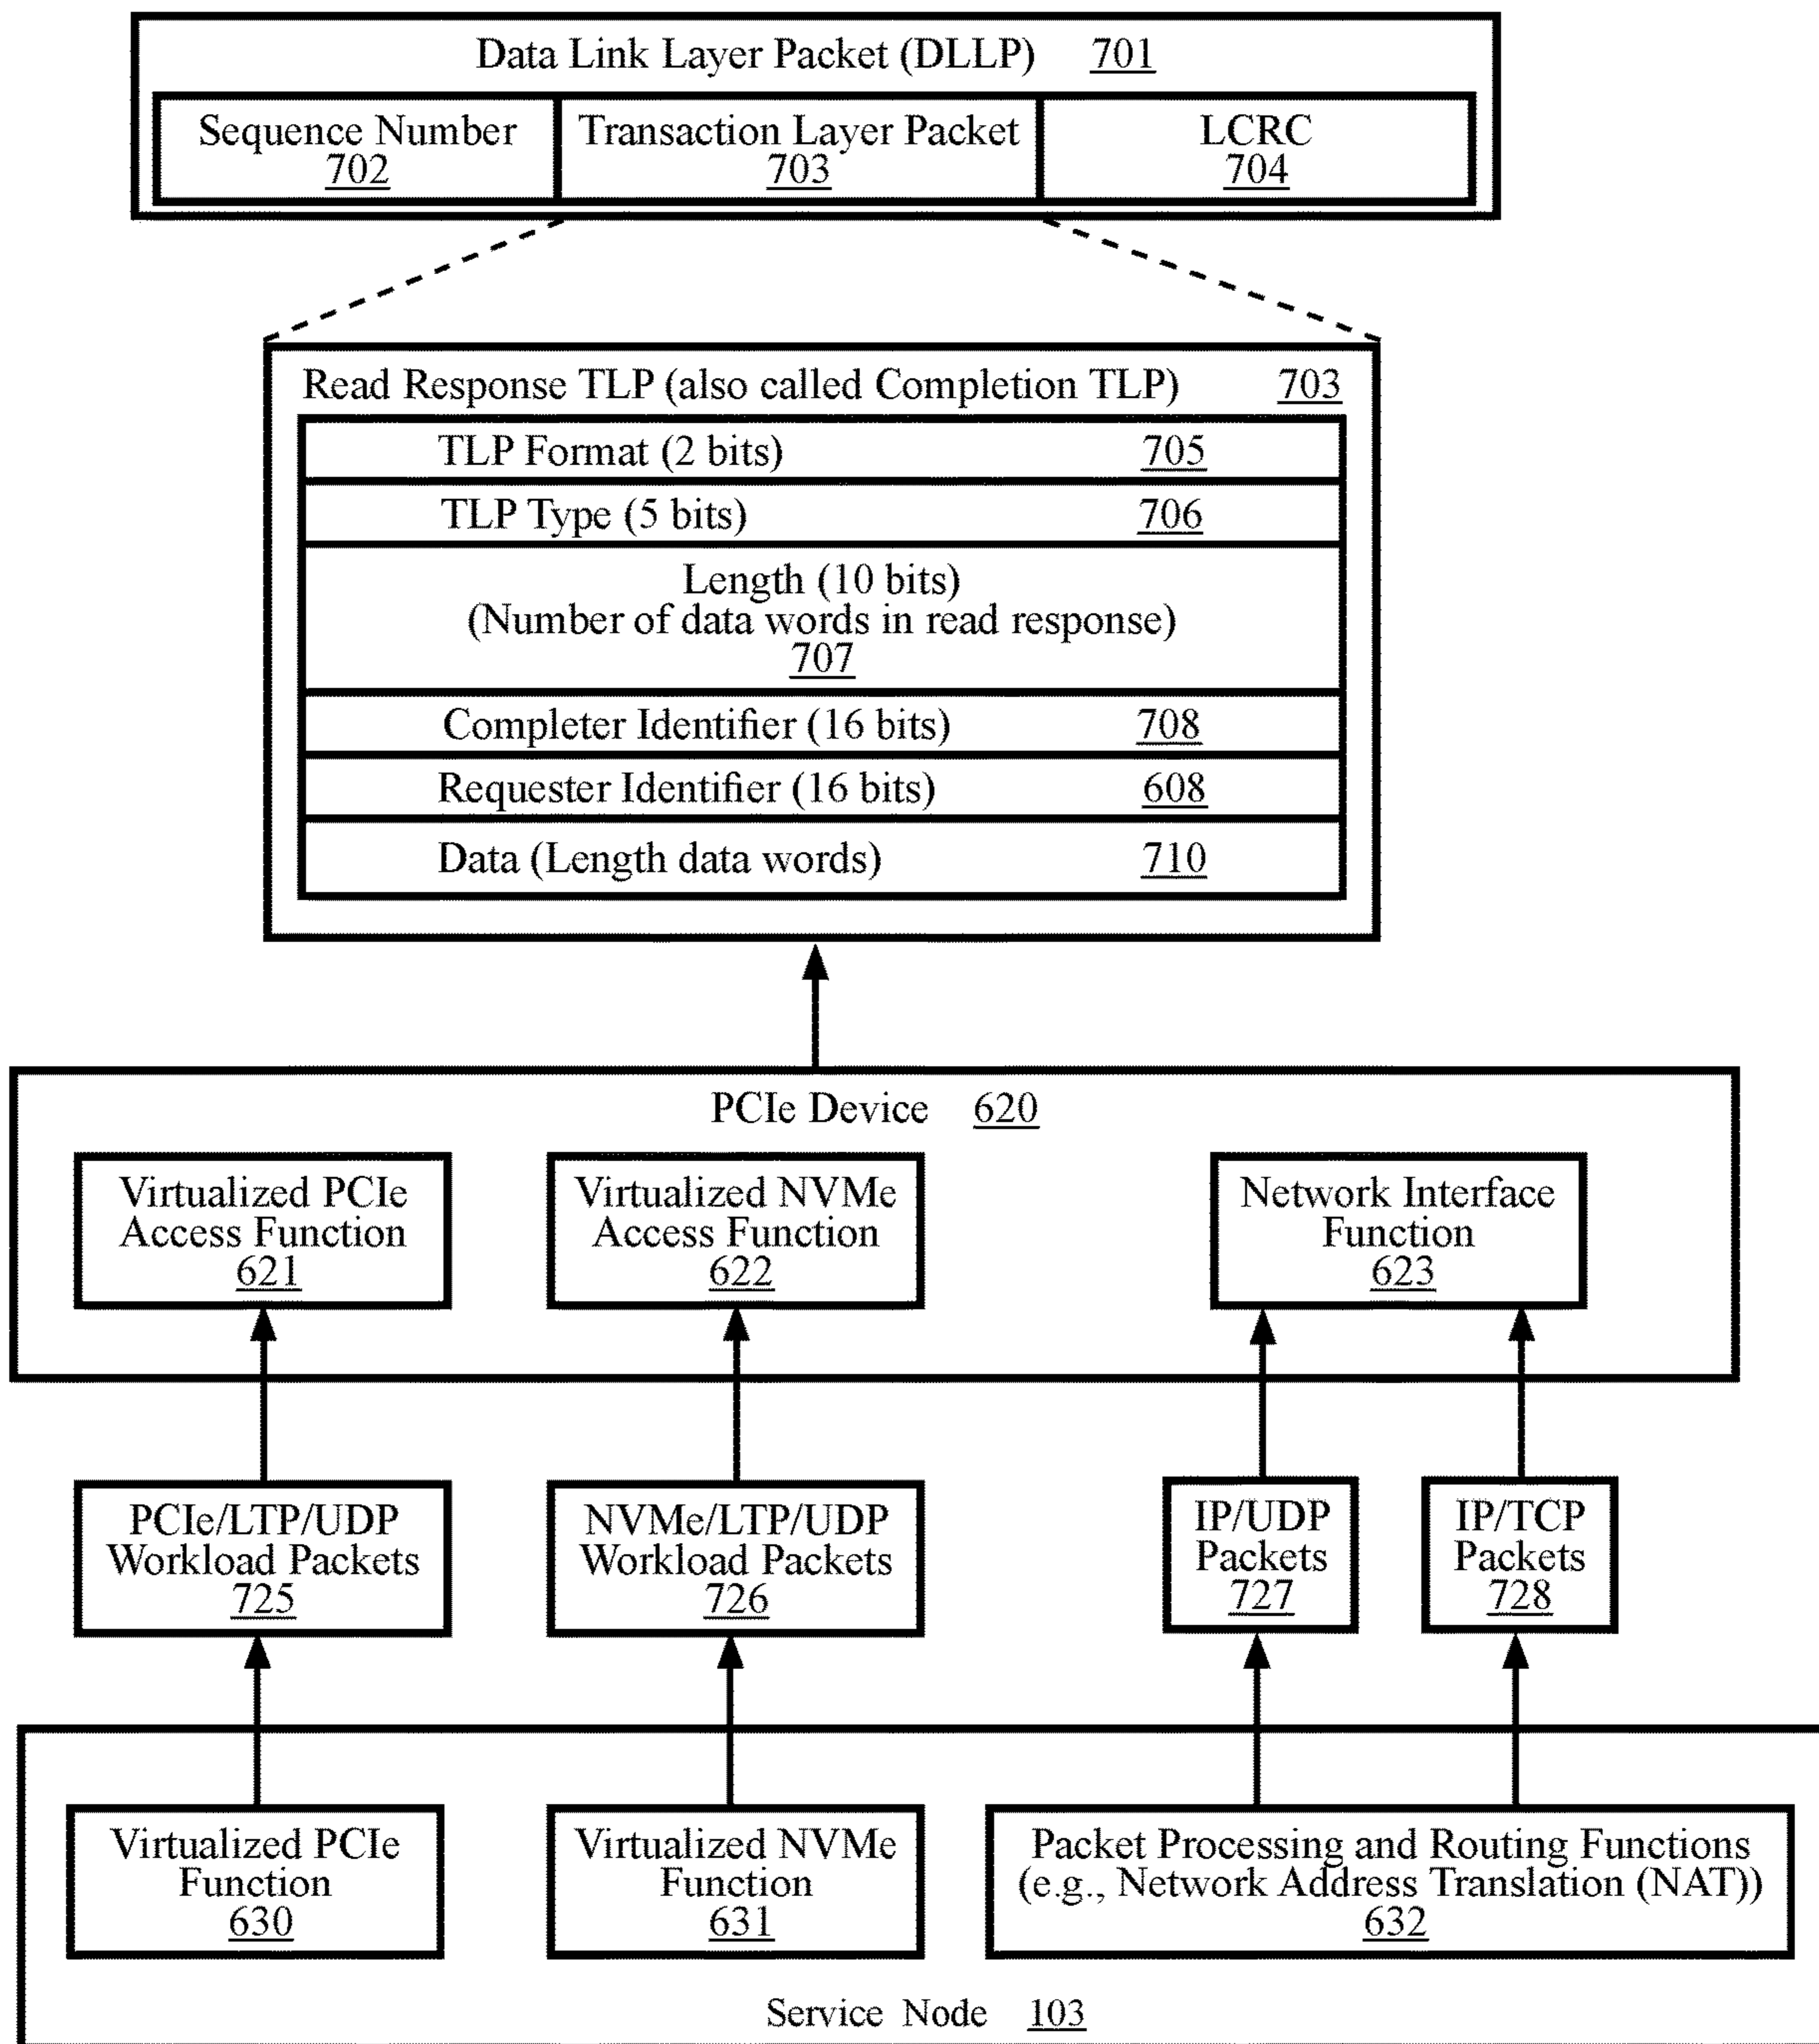 Data Link Layer Packet (DLLP) 701
Sequence Number
702
Transaction Layer Packet
703
LCRC
704
Read Response TLP (also called Completion TLP) 703
TLP Format (2 bits) 705
TLP Type (5 bits) 706
Length (10 bits)
(Number of data words in read response)
707
Completer Identifier (16 bits) 708
Requester Identifier (16 bits) 608
Data (Length data words) 710
PCIe Device 620
Virtualized PCIe
Access Function
621
Virtualized NVMe
Access Function
622
Network Interface
Function
623
PCIe/LTP/UDP
Workload Packets
725
NVMe/LTP/UDP
Workload Packets
726
IP/UDP
Packets
727
IP/TCP
Packets
728
Virtualized PCIe
Function
630
Virtualized NVMe
Function
631
Packet Processing and Routing Functions
(e.g., Network Address Translation (NAT))
632
Service Node 103